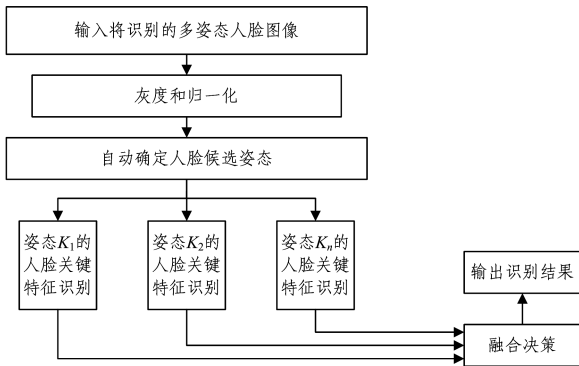 输入将识别的多姿态人脸图像
灰度和归一化
自动确定人脸候选姿态
姿态K₁的
人脸关键
特征识别
姿态K₂的
人脸关键
特征识别
姿态Kₙ的
人脸关键
特征识别
输出识别结果
融合决策